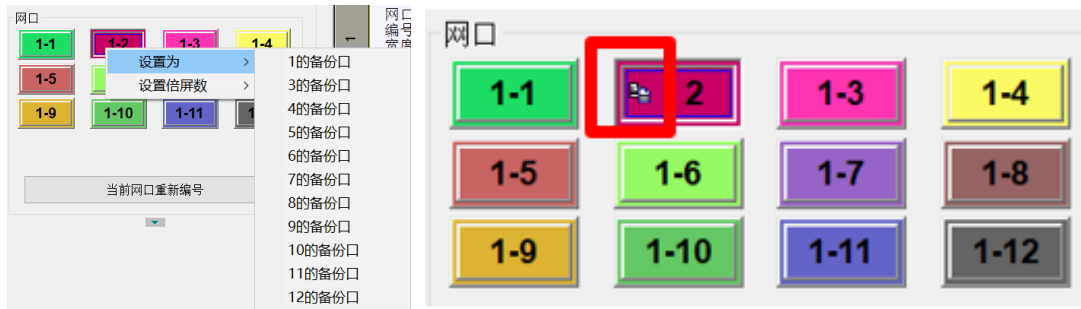 网口
1-1
1-2
1-3
1-4
1-5
1-9
1-10
1-11
设置为
设置倍屏数
1的备份口
3的备份口
4的备份口
5的备份口
6的备份口
7的备份口
8的备份口
9的备份口
10的备份口
11的备份口
12的备份口
当前网口重新编号
网口
编号
宽度
1
网口
1-1
2
1-3
1-4
1-5
1-6
1-7
1-8
1-9
1-10
1-11
1-12